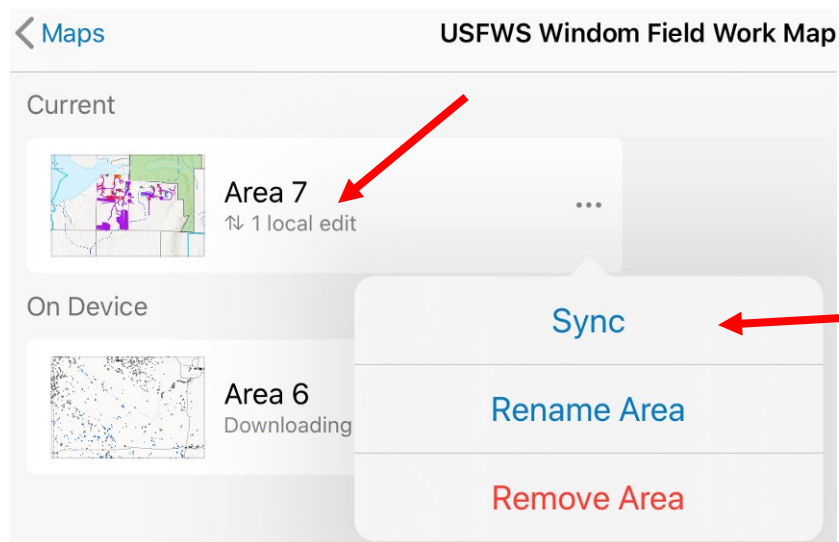 Maps
USFWS Windom Field Work Map
Current
Area 7
1 local edit
...
On Device
Sync
Area 6
Downloading
Rename Area
Remove Area